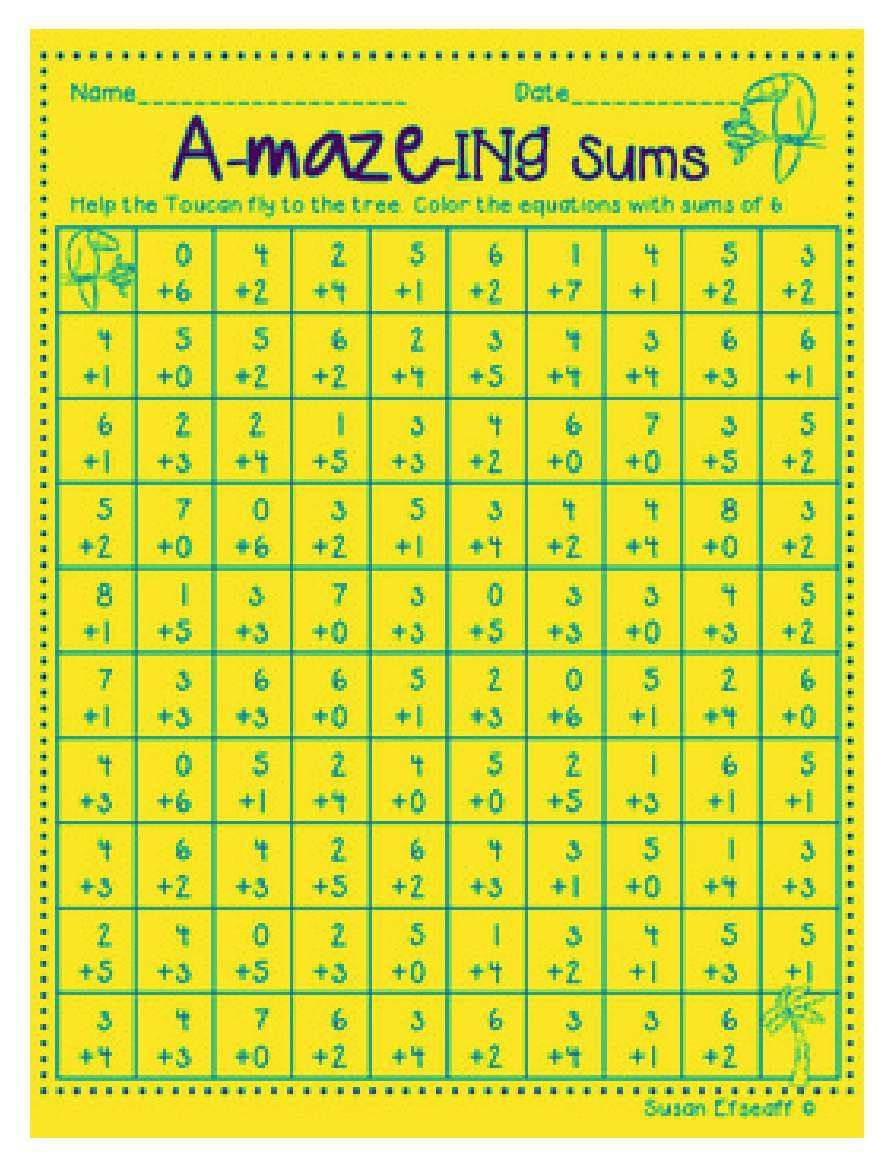 Name____________________ Date_____________
A-maze-ing Sums
Help the Toucan fly to the tree. Color the equations with sums of 6
0 4 2 5 6 1 4 5 3
+6 +2 +4 +1 +2 +7 +1 +2 +2
4 5 5 6 2 3 4 3 6 6
+1 +0 +2 +2 +4 +5 +4 +4 +3 +1
6 2 2 1 3 4 6 7 3 5
+1 +3 +4 +5 +3 +2 +0 +0 +5 +2
5 7 0 3 5 3 4 4 8 3
+2 +0 +6 +2 +1 +4 +2 +4 +0 +2
8 1 3 7 3 0 3 3 4 5
+1 +5 +3 +0 +3 +5 +3 +0 +3 +2
7 3 6 6 5 2 0 5 2 6
+1 +3 +3 +0 +1 +3 +6 +1 +4 +0
4 0 5 2 4 5 2 1 6 5
+3 +6 +1 +4 +0 +0 +5 +3 +1 +1
4 6 4 2 6 4 3 5 1 3
+3 +2 +3 +5 +2 +3 +1 +0 +4 +3
2 4 0 2 5 1 3 4 5 5
+5 +3 +5 +3 +0 +4 +2 +1 +3 +1
3 4 7 6 3 6 3 3 6
+4 +3 +0 +2 +4 +2 +4 +1 +2
Susan Efseaff ©